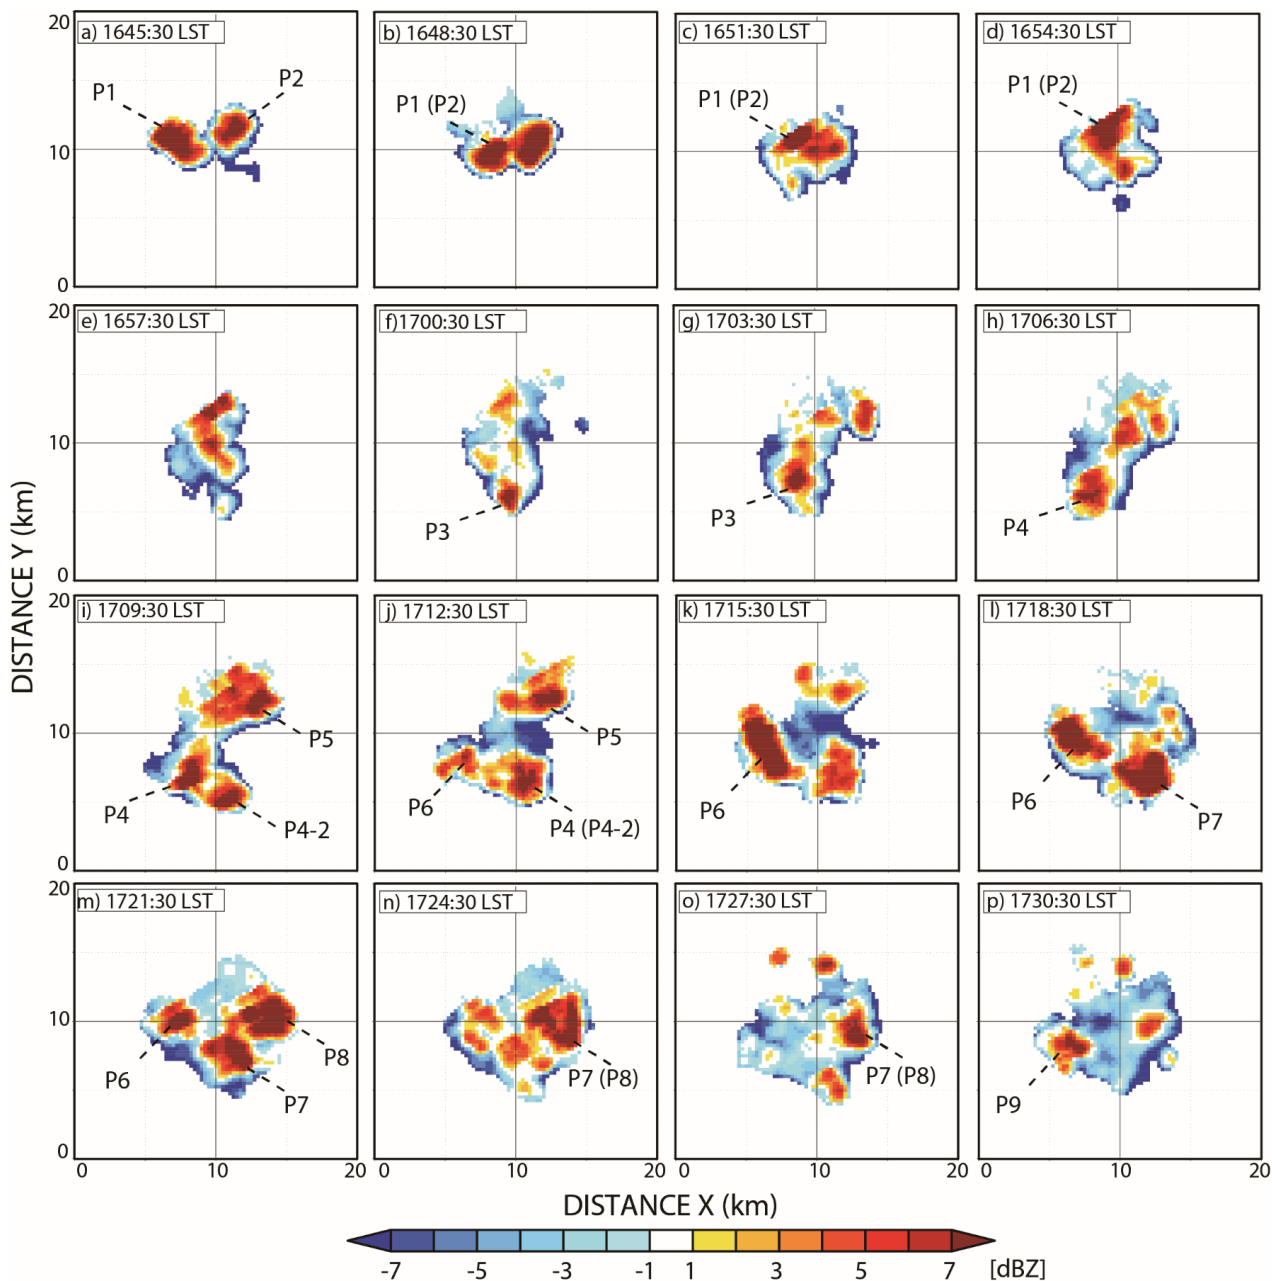 20
a) 1645:30 LST
b) 1648:30 LST
c) 1651:30 LST
d) 1654:30 LST
P1
P2
P1 (P2)
P1 (P2)
P1 (P2)
10
0
20
e) 1657:30 LST
f)1700:30 LST
g) 1703:30 LST
h) 1706:30 LST
10
P3
P3
P4
0
DISTANCE Y (km)
20
i) 1709:30 LST
j) 1712:30 LST
k) 1715:30 LST
l) 1718:30 LST
10
P5
P4
P4-2
P5
P6
P4 (P4-2)
P6
P6
P7
0
20
m) 1721:30 LST
n) 1724:30 LST
o) 1727:30 LST
p) 1730:30 LST
10
P6
P8
P7
P7 (P8)
P7 (P8)
P9
0
0 10 20
0 10 20
0 10 20
0 10 20
DISTANCE X (km)
-7 -5 -3 -1 1 3 5 7 [dBZ]